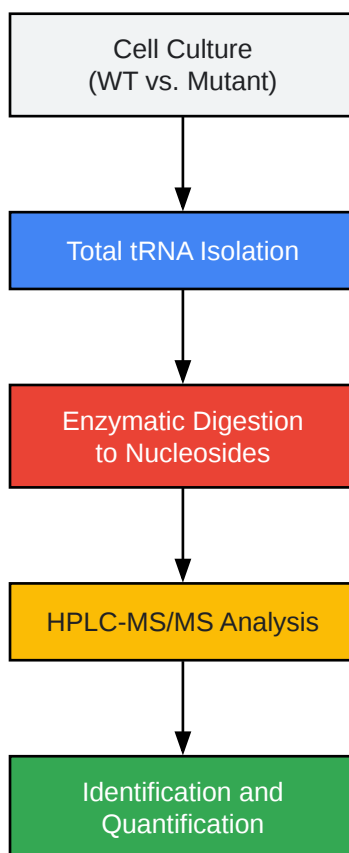 Cell Culture
(WT vs. Mutant)
Total tRNA Isolation
Enzymatic Digestion
to Nucleosides
HPLC-MS/MS Analysis
Identification and
Quantification